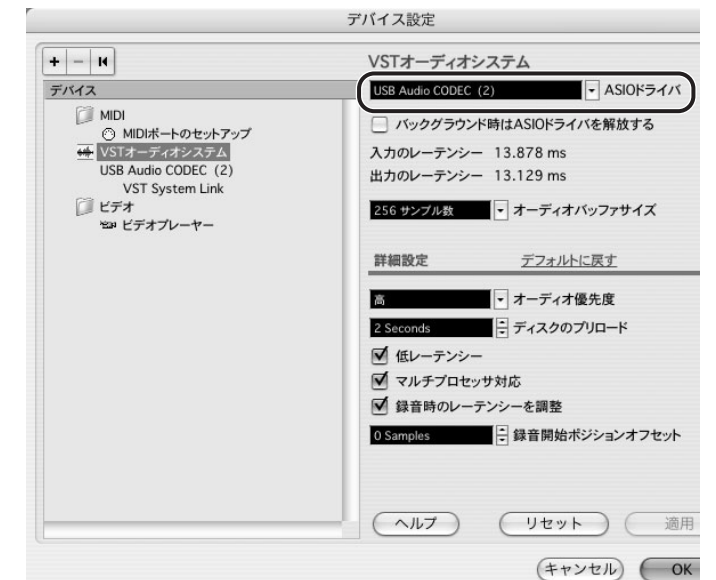 デバイス設定
デバイス
MIDI
MIDIポートのセットアップ
VSTオーディオシステム
USB Audio CODEC (2)
VST System Link
ビデオ
ビデオプレーヤー
VSTオーディオシステム
USB Audio CODEC (2) ASIOドライバ
バックグラウンド時はASIOドライバを解放する
入力のレーテンシー 13.878 ms
出力のレーテンシー 13.129 ms
256 サンプル数 オーディオバッファサイズ
詳細設定 デフォルトに戻す
高 オーディオ優先度
2 Seconds ディスクのプリロード
低レーテンシー
マルチプロセッサ対応
録音時のレーテンシーを調整
0 Samples 録音開始ポジションオフセット
ヘルプ リセット 適用
キャンセル OK